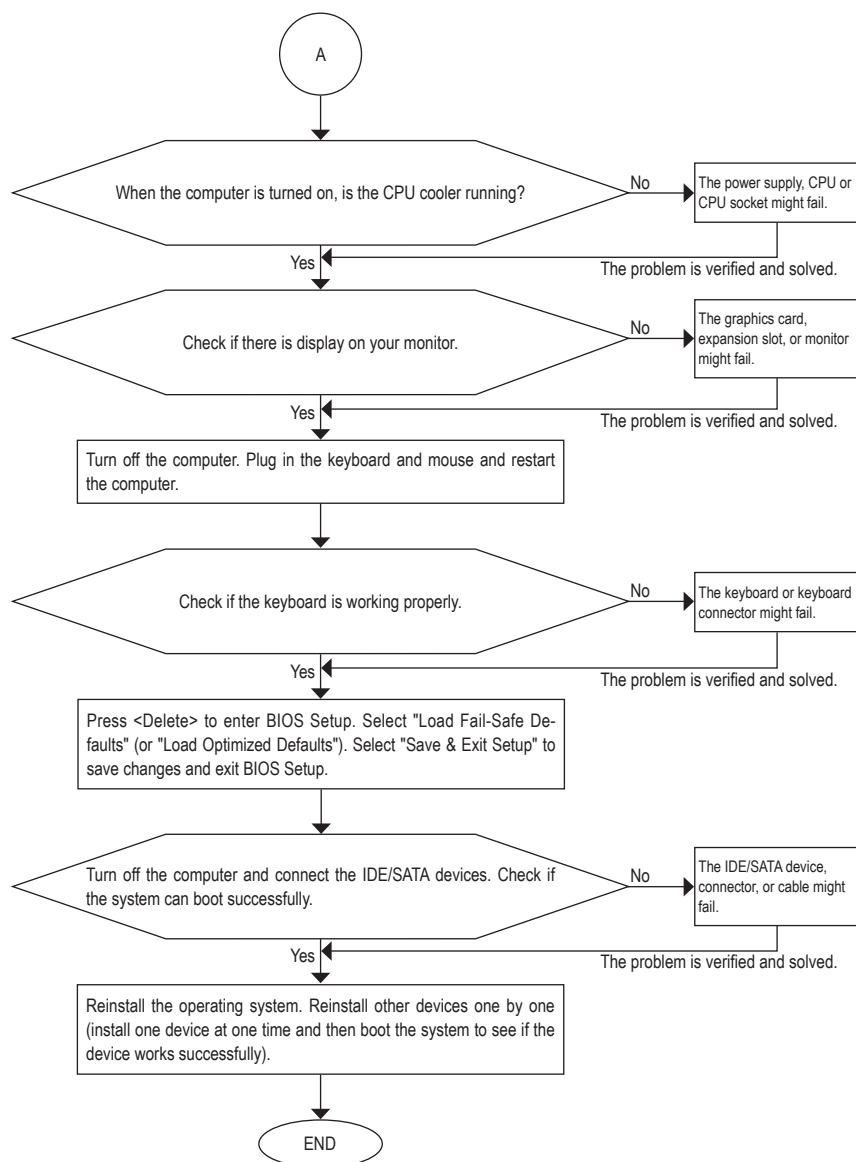 A
When the computer is turned on, is the CPU cooler running?
No
The power supply, CPU or
CPU socket might fail.
Yes
The problem is verified and solved.
Check if there is display on your monitor.
No
The graphics card,
expansion slot, or monitor
might fail.
Yes
The problem is verified and solved.
Turn off the computer. Plug in the keyboard and mouse and restart
the computer.
Check if the keyboard is working properly.
No
The keyboard or keyboard
connector might fail.
Yes
The problem is verified and solved.
Press <Delete> to enter BIOS Setup. Select "Load Fail-Safe De-
faults" (or "Load Optimized Defaults"). Select "Save & Exit Setup" to
save changes and exit BIOS Setup.
Turn off the computer and connect the IDE/SATA devices. Check if
the system can boot successfully.
No
The IDE/SATA device,
connector, or cable might
fail.
Yes
The problem is verified and solved.
Reinstall the operating system. Reinstall other devices one by one
(install one device at one time and then boot the system to see if the
device works successfully).
END